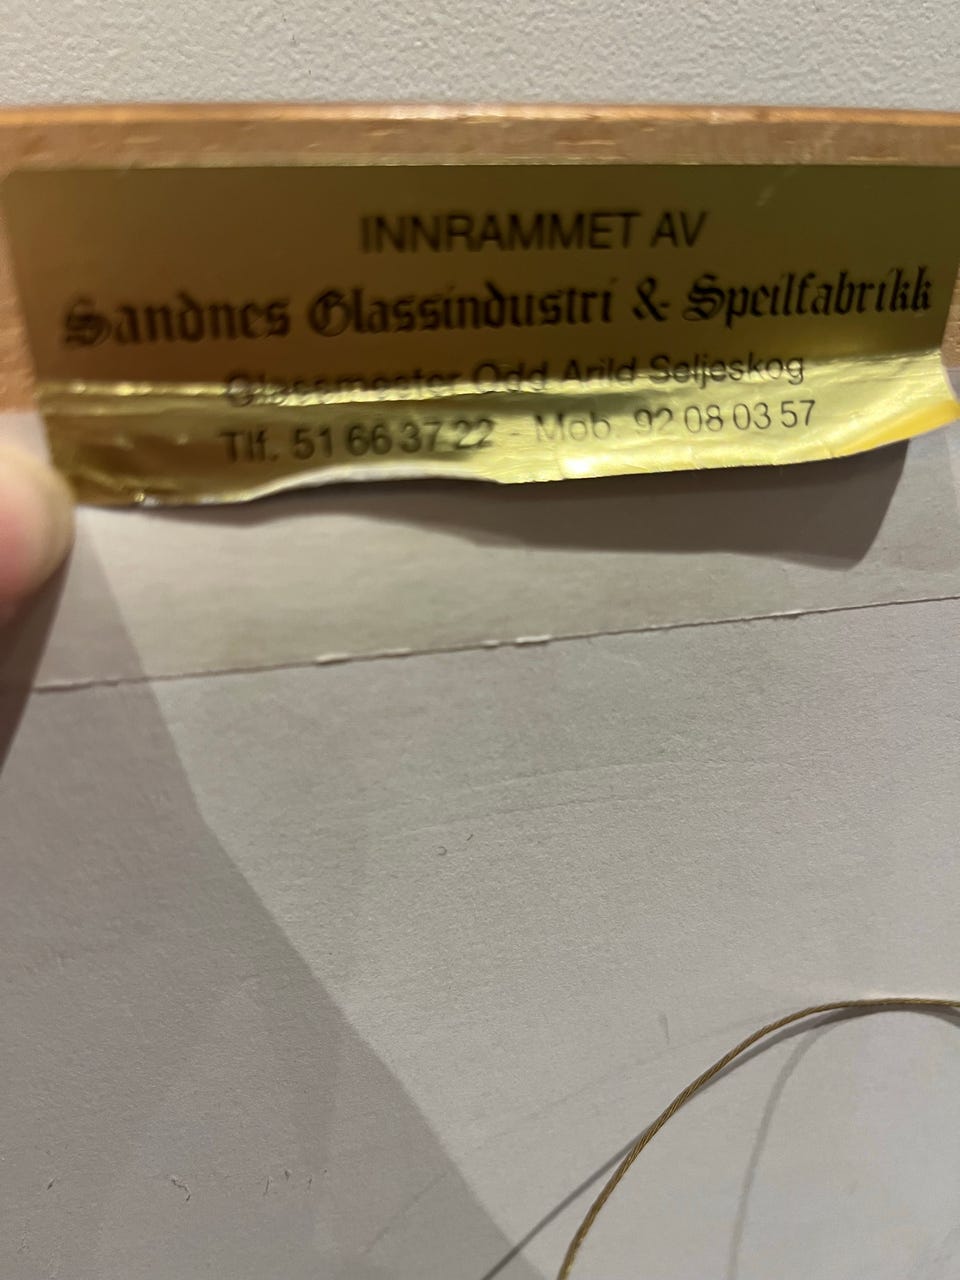 INNRAMMET AV
Sandnes Glassindustri & Speilfabrikk
Glassmester Odd Arild Seljeskog
Tlf. 51 66 37 22 - Mob. 92 08 03 57